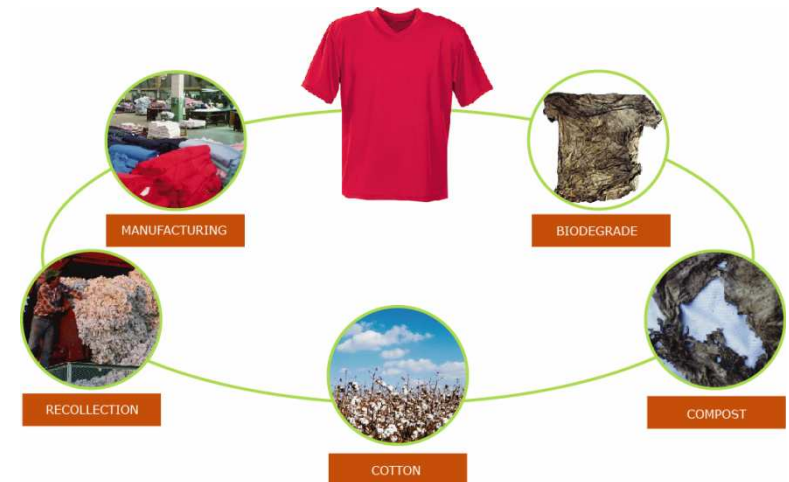 MANUFACTURING
BIODEGRADE
RECOLLECTION
COMPOST
COTTON